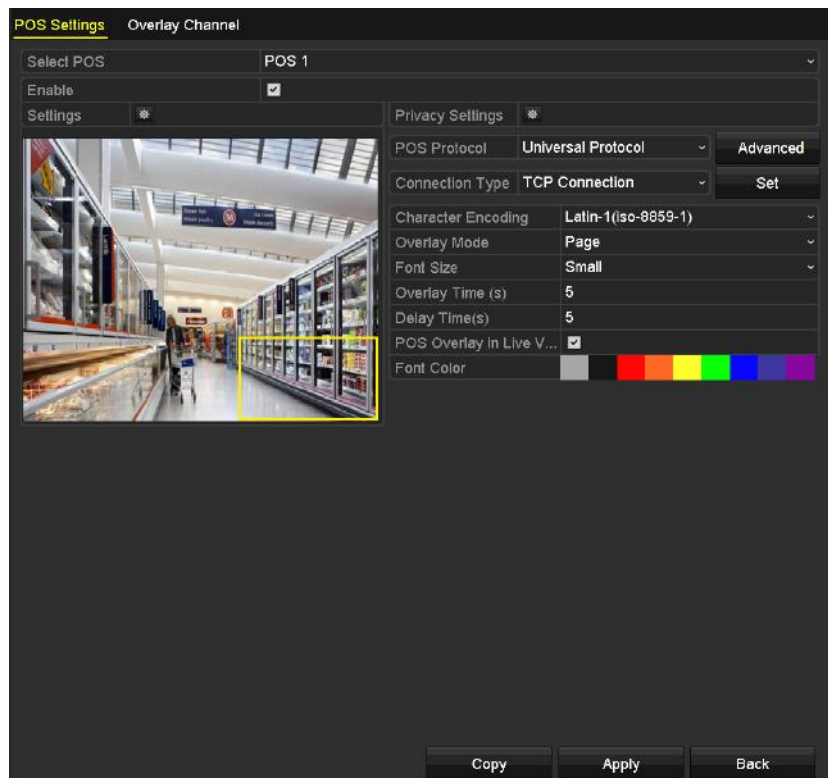 POS Settings Overlay Channel
Select POS POS 1
Enable
Settings Privacy Settings
POS Protocol Universal Protocol Advanced
Connection Type TCP Connection Set
Character Encoding Latin-1(iso-8859-1)
Overlay Mode Page
Font Size Small
Overlay Time (s) 5
Delay Time(s) 5
POS Overlay in Live V...
Font Color
36
Lamb
Copy Apply Back